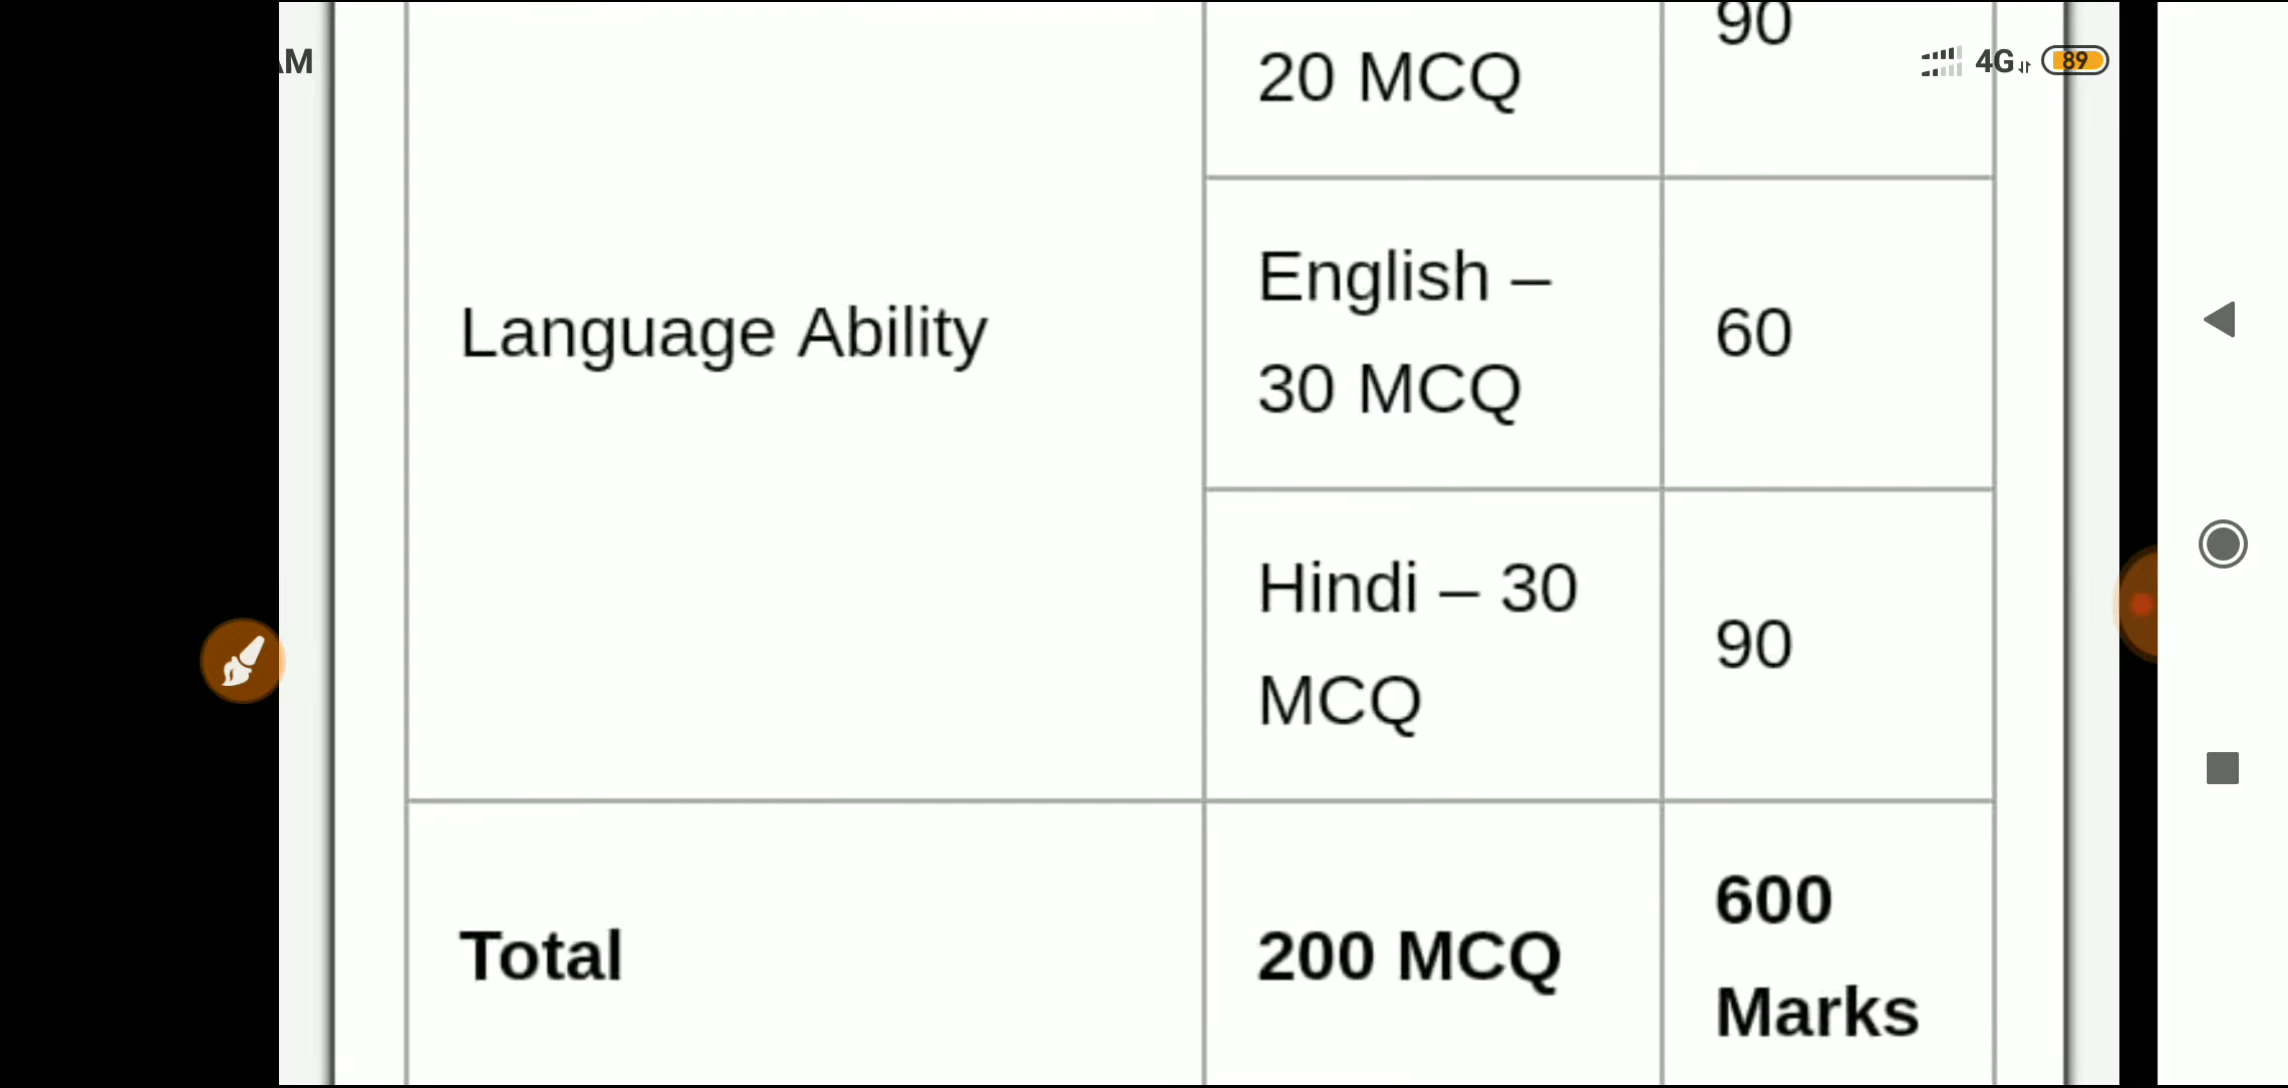 90
AM
4G
89
20 MCQ
Language Ability
English –
30 MCQ
60
Hindi – 30
MCQ
90
Total
200 MCQ
600
Marks